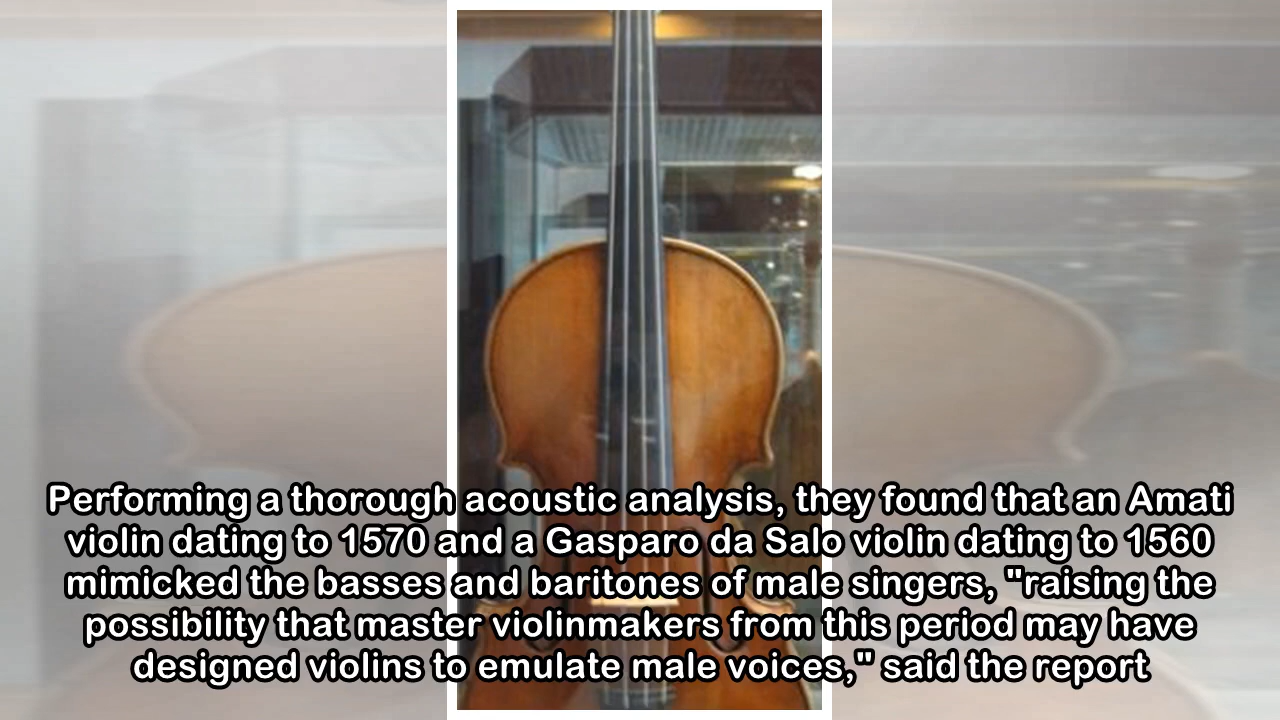 Performing a thorough acoustic analysis, they found that an Amati
violin dating to 1570 and a Gasparo da Salo violin dating to 1560
mimicked the basses and baritones of male singers, "raising the
possibility that master violinmakers from this period may have
designed violins to emulate male voices," said the report